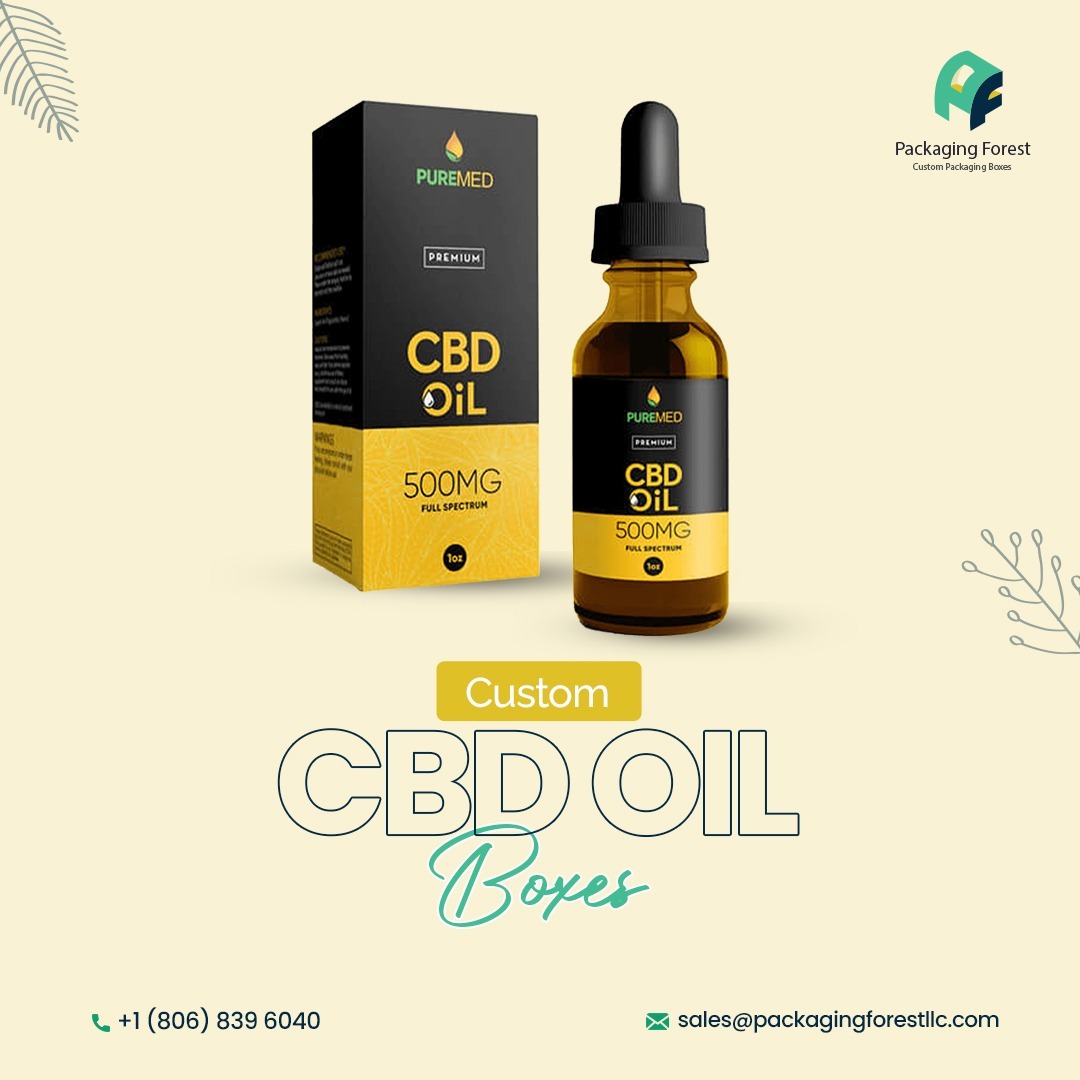 Packaging Forest
Custom Packaging Boxes
PUREMED
PREMIUM
CBD
OiL
500MG
FULL SPECTRUM
1oz
PUREMED
PREMIUM
CBD
OiL
500MG
FULL SPECTRUM
1oz
Custom
CBD OIL
Boxes
+1 (806) 839 6040
sales@packagingforestllc.com